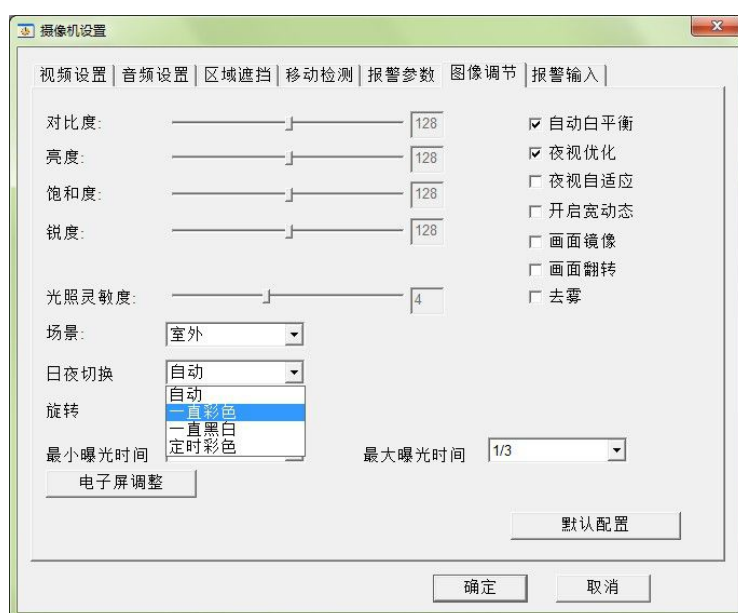 摄像机设置
视频设置 音频设置 区域遮挡 移动检测 报警参数 图像调节 报警输入
对比度: 128 自动白平衡
亮度: 128 夜视优化
饱和度: 128 夜视自适应
开启宽动态
锐度: 128
画面镜像
画面翻转
光照灵敏度: 4 去雾
场景: 室外
日夜切换 自动
自动
旋转 一直彩色
一直黑白
定时彩色
最小曝光时间 最大曝光时间 1/3
电子屏调整
默认配置
确定 取消